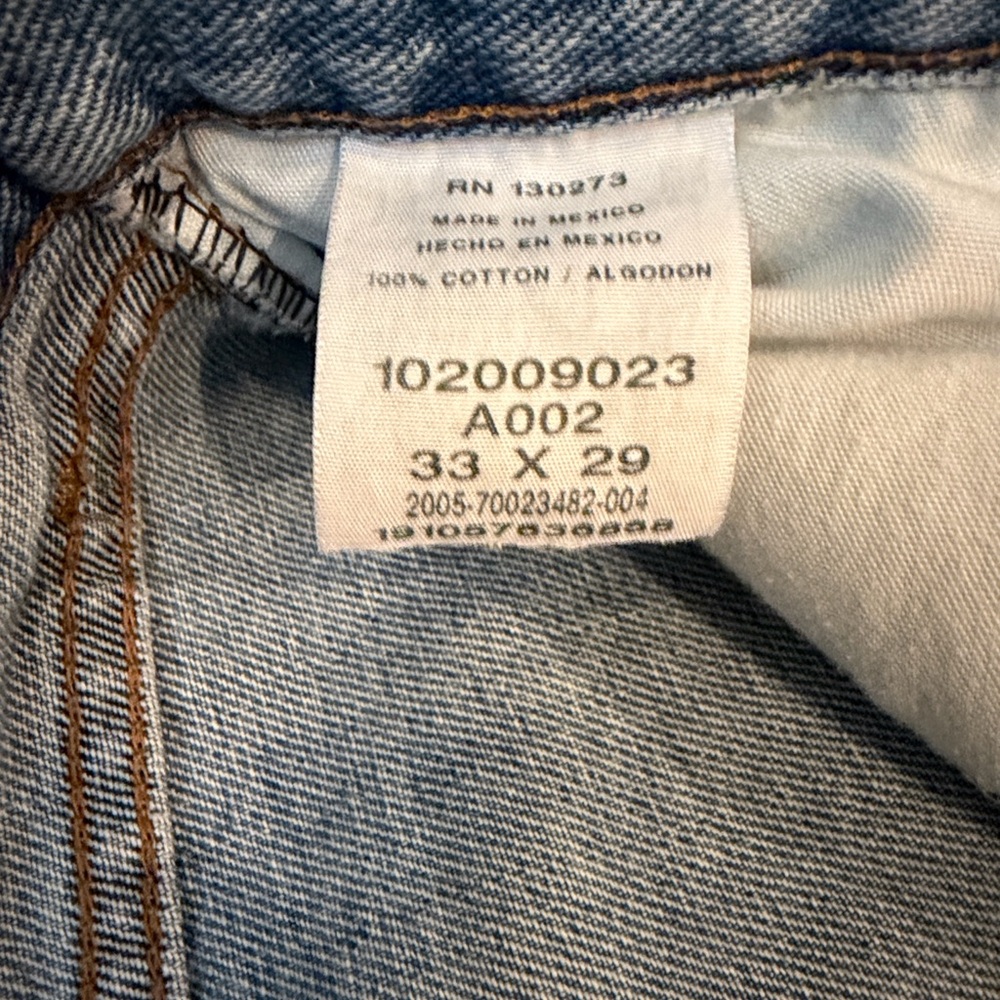 RN 130273
MADE IN MEXICO
HECHO EN MEXICO
100% COTTON / ALGODON
102009023
A002
33 X 29
2005-70023482-004